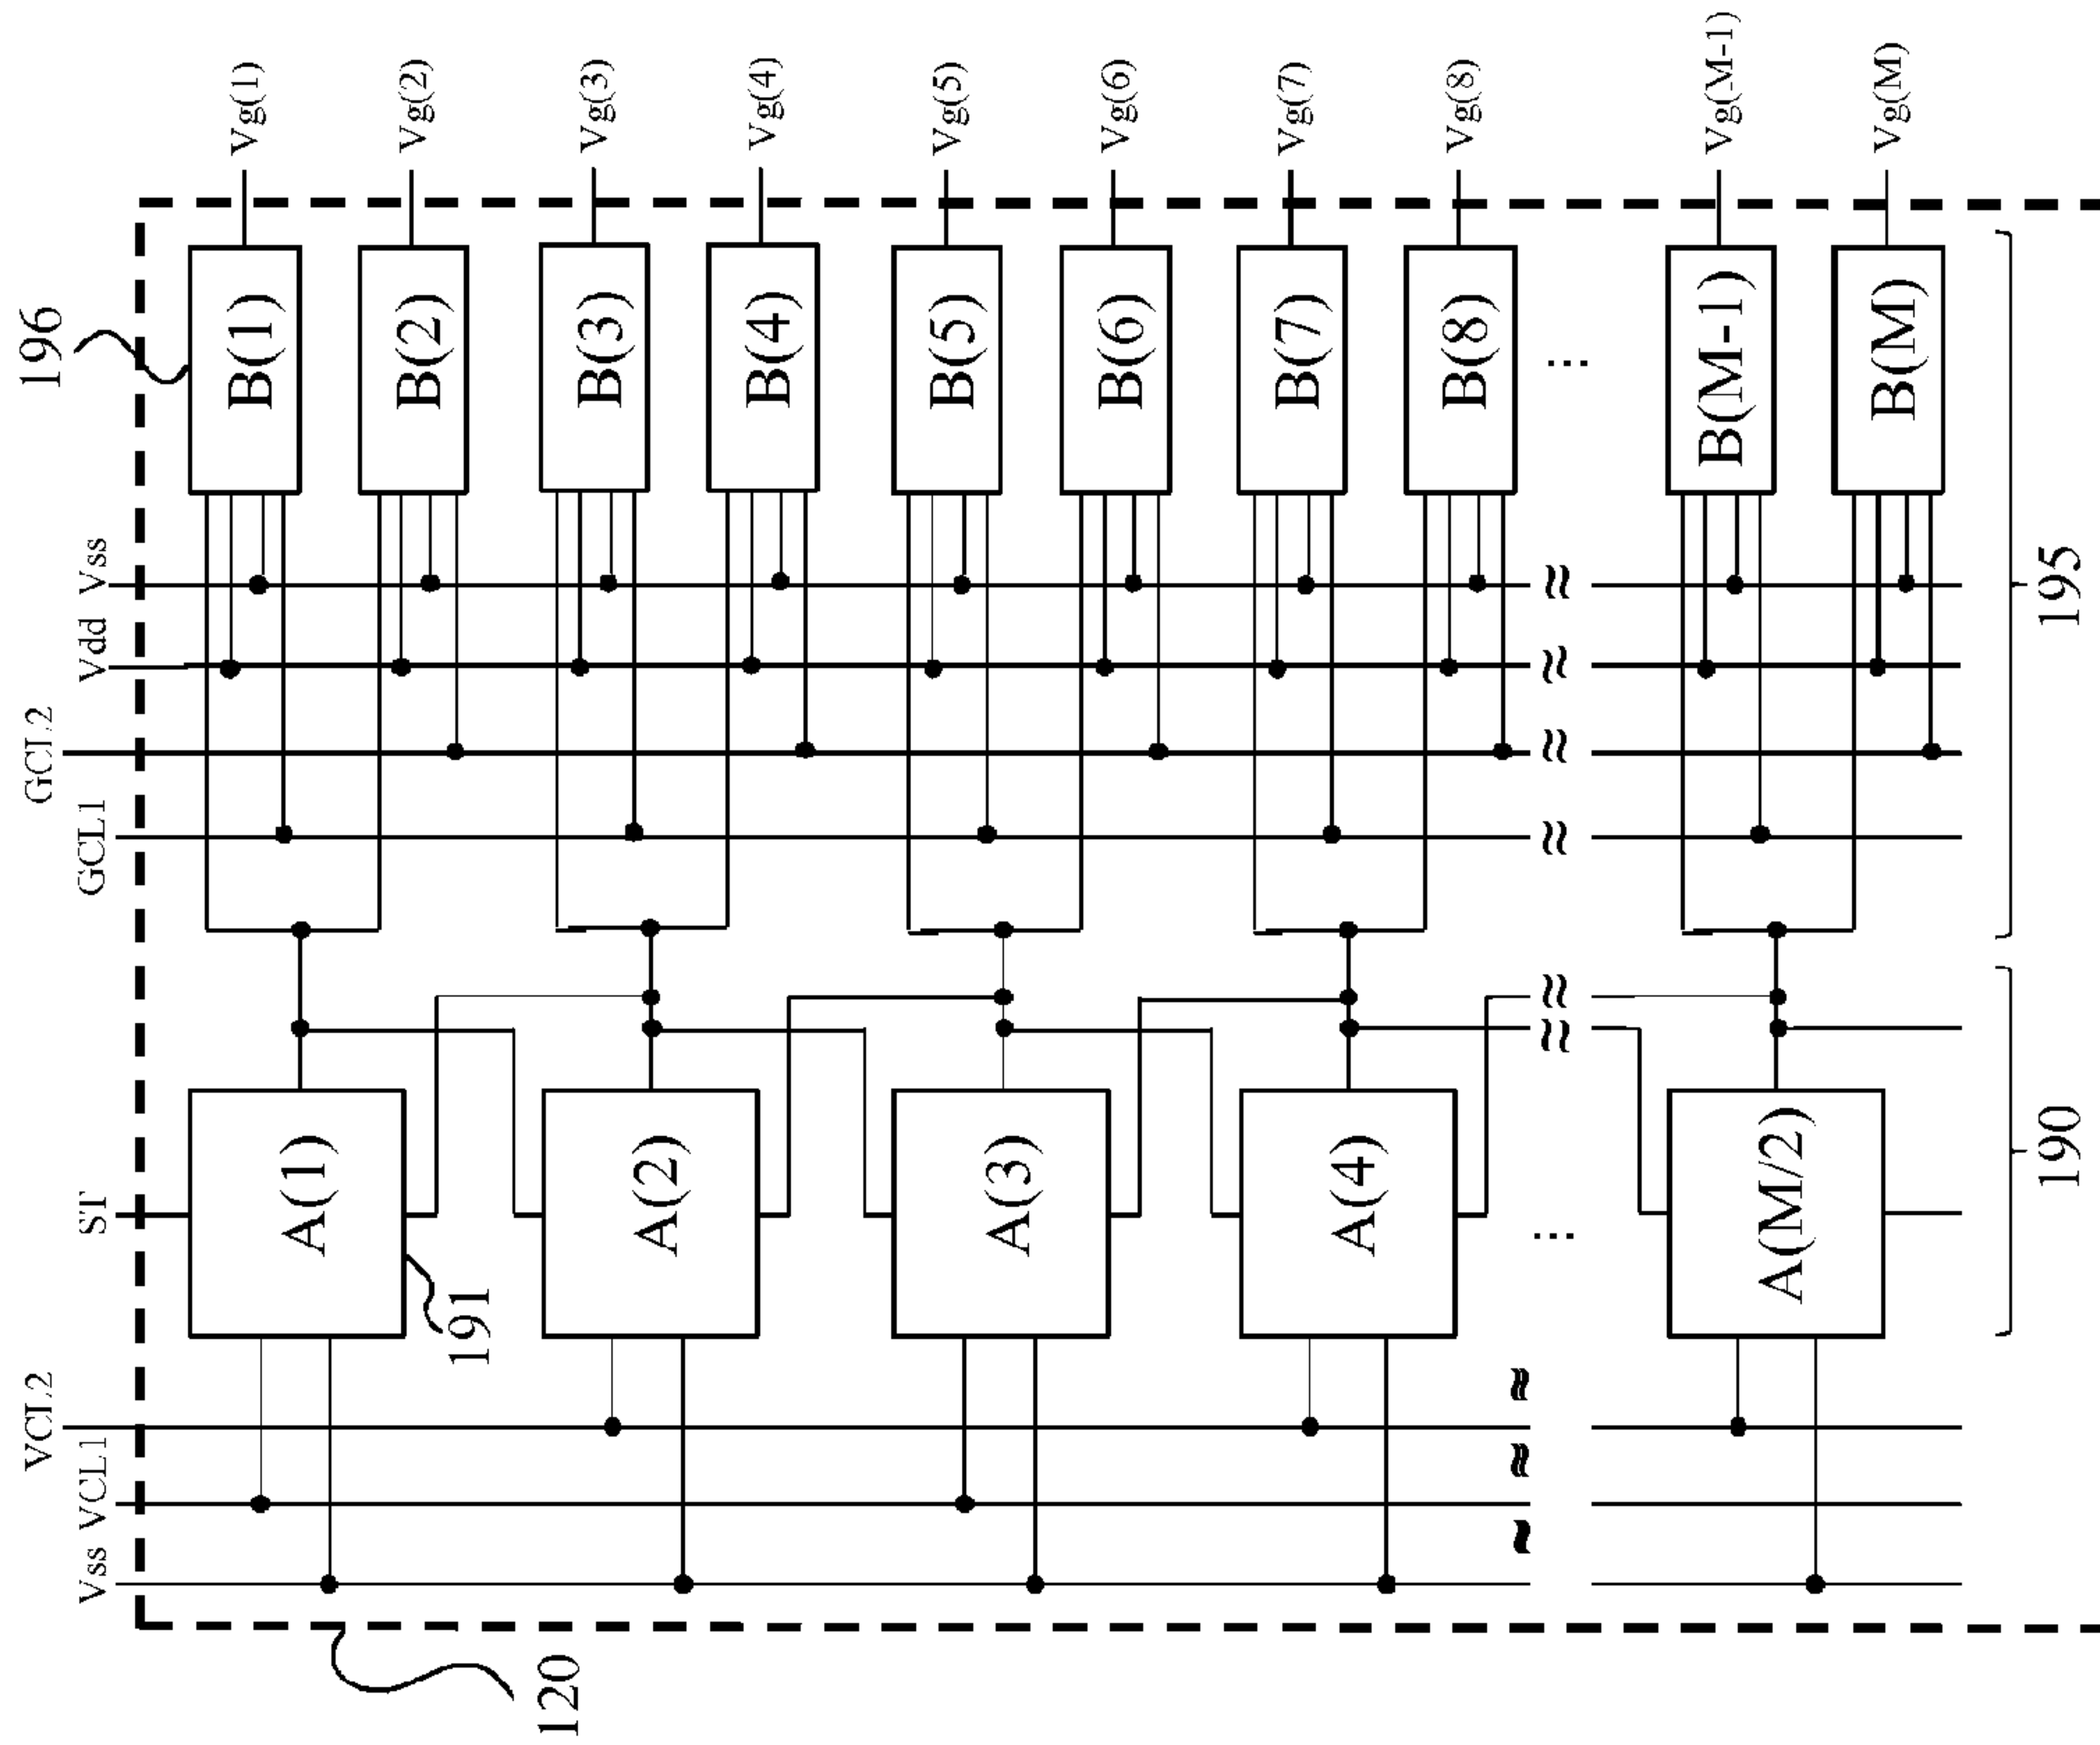 Vg(1)
Vg(2)
Vg(3)
Vg(4)
Vg(5)
Vg(6)
Vg(7)
Vg(8)
Vg(M-1)
Vg(M)
196
B(1)
B(2)
B(3)
B(4)
B(5)
B(6)
B(7)
B(8)
...
B(M-1)
B(M)
Vss
Vdd
GCL2
GCL1
195
ST
A(1)
A(2)
A(3)
A(4)
...
A(M/2)
190
191
VCL2
VCL1
Vss
120